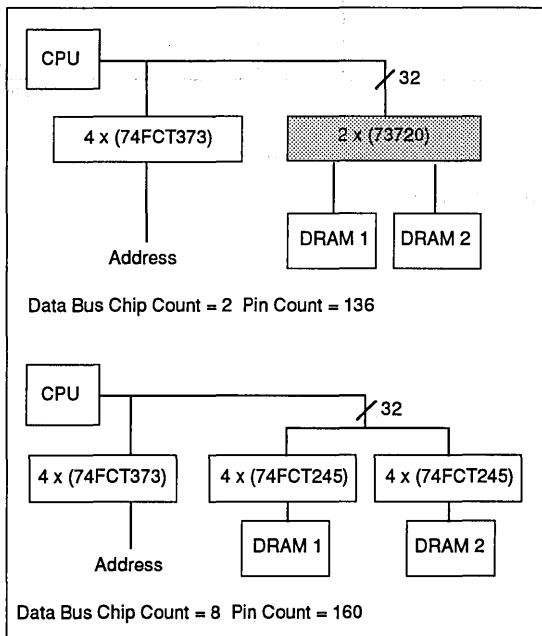 CPU
32
4 x (74FCT373)
2 x (73720)
DRAM 1
DRAM 2
Address
Data Bus Chip Count = 2 Pin Count = 136
CPU
32
4 x (74FCT373)
4 x (74FCT245)
4 x (74FCT245)
DRAM 1
DRAM 2
Address
Data Bus Chip Count = 8 Pin Count = 160